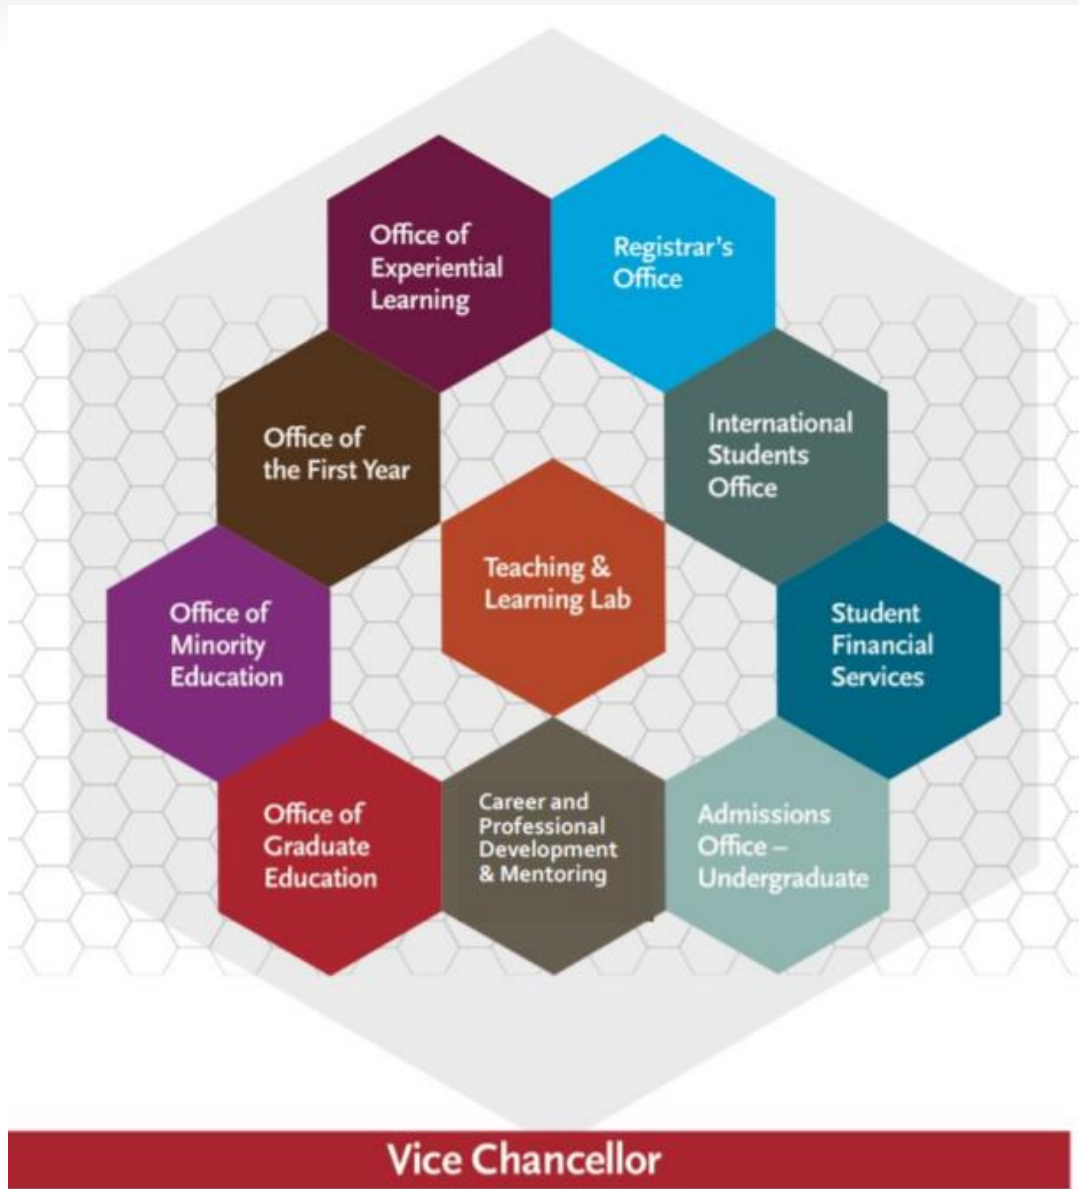 Office of
Experiential
Learning
Registrar's
Office
Office of
the First Year
International
Students
Office
Teaching &
Learning Lab
Office of
Minority
Education
Student
Financial
Services
Office of
Graduate
Education
Career and
Professional
Development
& Mentoring
Admissions
Office –
Undergraduate
Vice Chancellor